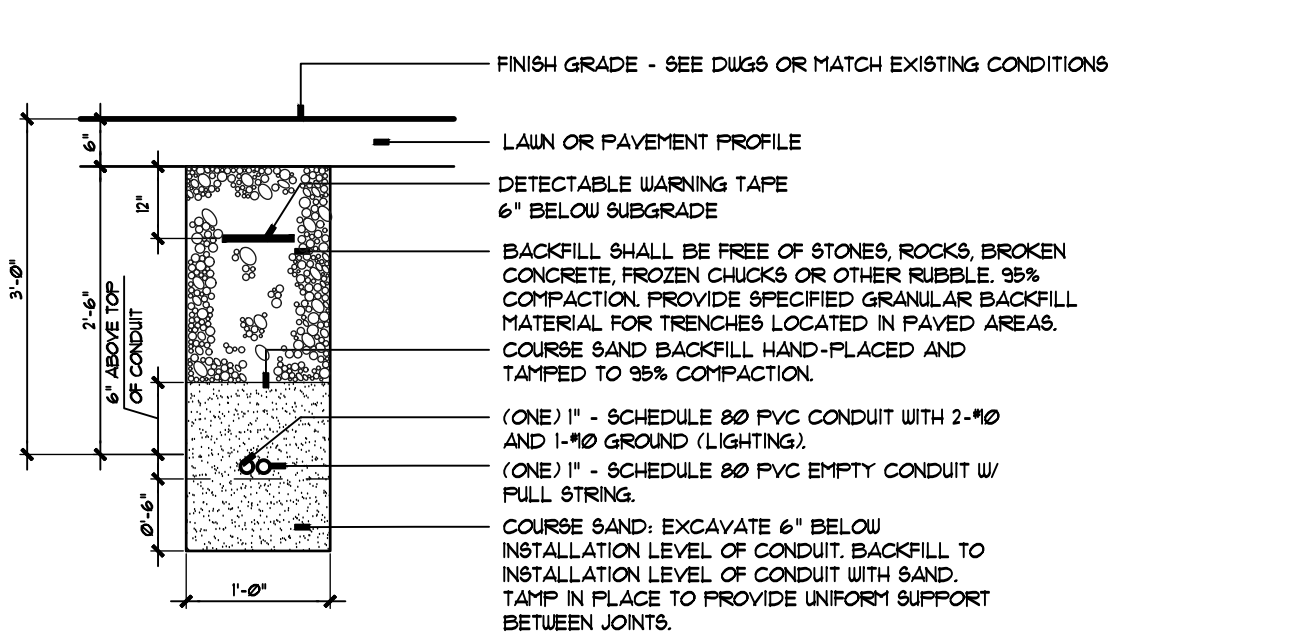 FINISH GRADE - SEE DWGS OR MATCH EXISTING CONDITIONS
6"
LAWN OR PAVEMENT PROFILE
12"
DETECTABLE WARNING TAPE
6" BELOW SUBGRADE
BACKFILL SHALL BE FREE OF STONES, ROCKS, BROKEN
CONCRETE, FROZEN CHUCKS OR OTHER RUBBLE. 95%
COMPACTION. PROVIDE SPECIFIED GRANULAR BACKFILL
MATERIAL FOR TRENCHES LOCATED IN PAVED AREAS.
3'-0"
2'-6"
6" ABOVE TOP
OF CONDUIT
COURSE SAND BACKFILL HAND-PLACED AND
TAMPED TO 95% COMPACTION.
(ONE) 1" - SCHEDULE 80 PVC CONDUIT WITH 2-#10
AND 1-#10 GROUND (LIGHTING).
(ONE) 1" - SCHEDULE 80 PVC EMPTY CONDUIT W/
PULL STRING.
0'-6"
COURSE SAND: EXCAVATE 6" BELOW
INSTALLATION LEVEL OF CONDUIT. BACKFILL TO
INSTALLATION LEVEL OF CONDUIT WITH SAND.
TAMP IN PLACE TO PROVIDE UNIFORM SUPPORT
BETWEEN JOINTS.
1'-0"